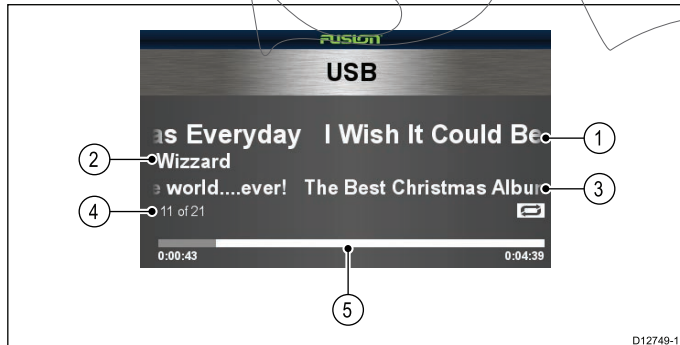 FUSION
USB
as Everyday I Wish It Could Be
1
2
Wizzard
e world....ever! The Best Christmas Album
3
4
11 of 21
0:00:43 0:04:39
5
D12749-1